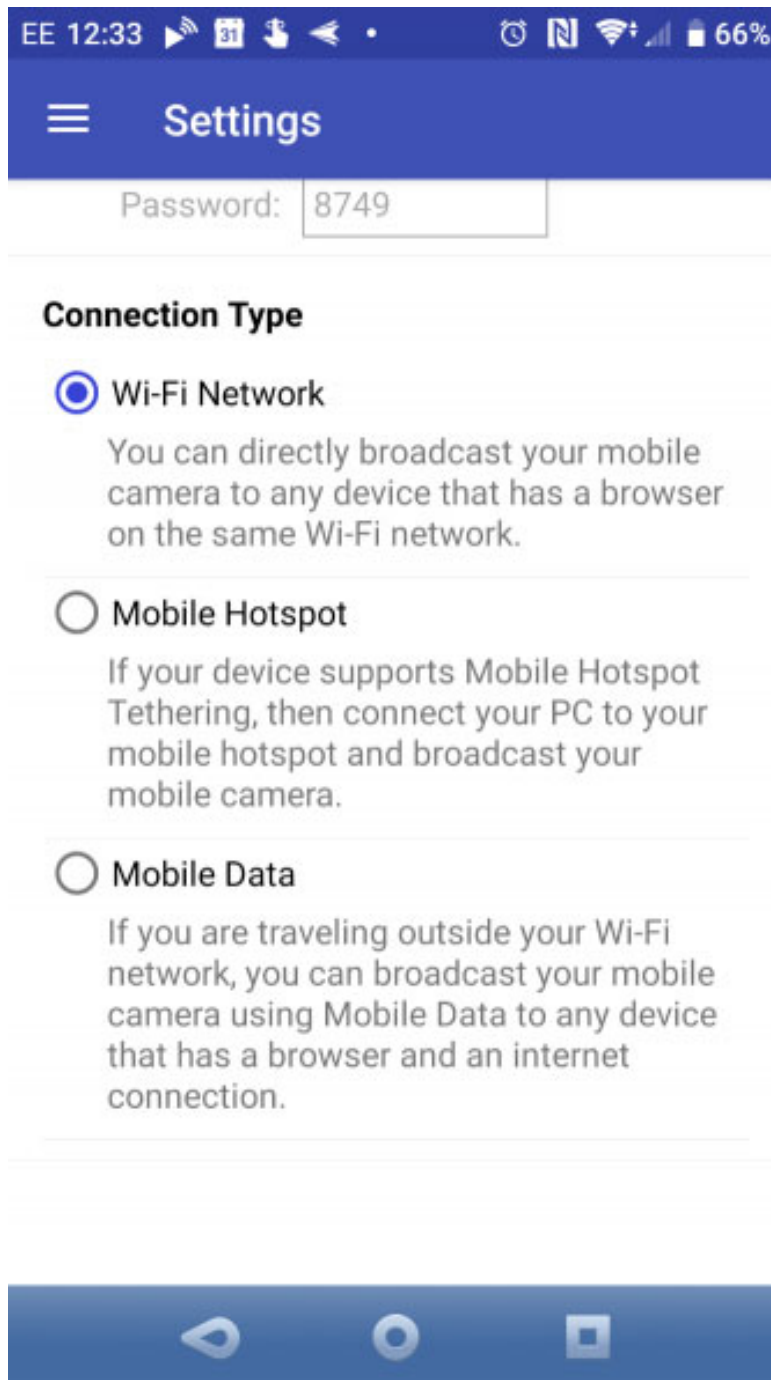 EE 12:33 31 66%
Settings
Password: 8749
Connection Type
Wi-Fi Network
You can directly broadcast your mobile
camera to any device that has a browser
on the same Wi-Fi network.
Mobile Hotspot
If your device supports Mobile Hotspot
Tethering, then connect your PC to your
mobile hotspot and broadcast your
mobile camera.
Mobile Data
If you are traveling outside your Wi-Fi
network, you can broadcast your mobile
camera using Mobile Data to any device
that has a browser and an internet
connection.